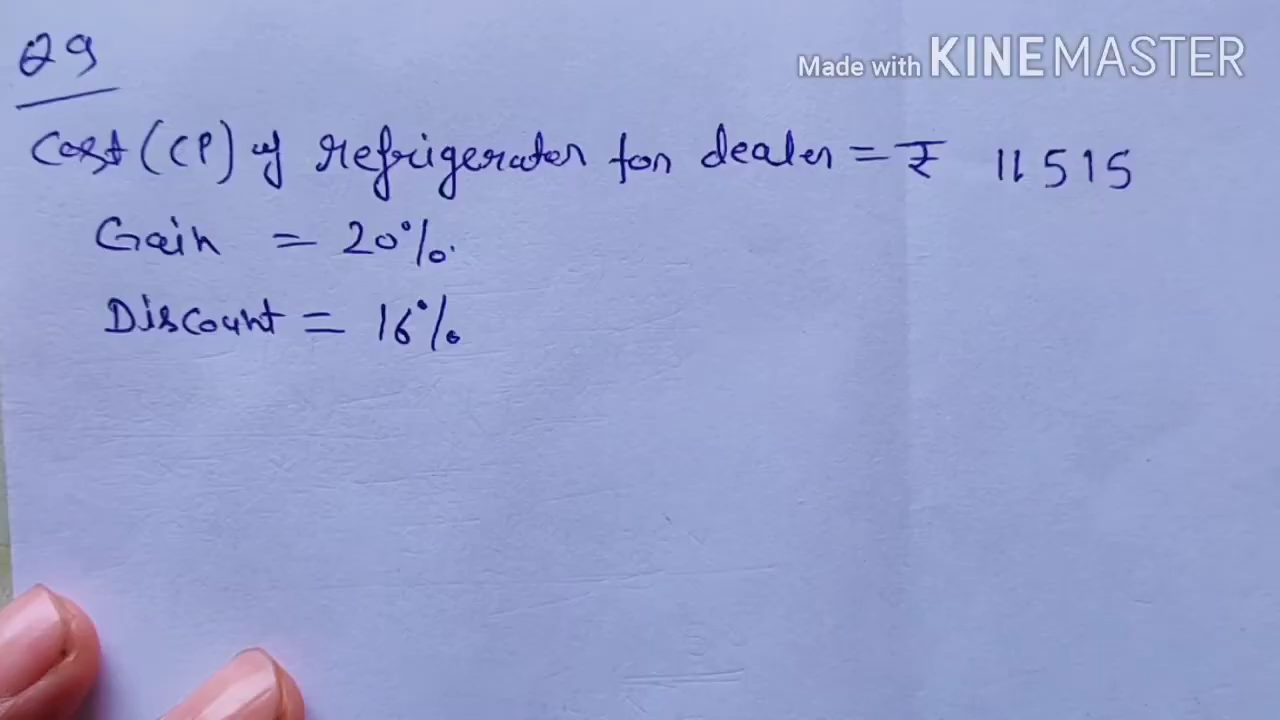 Q9
Made with KINEMASTER
Cost (CP) of refrigerator for dealer = ₹ 11515
Gain = 20%.
Discount = 16%